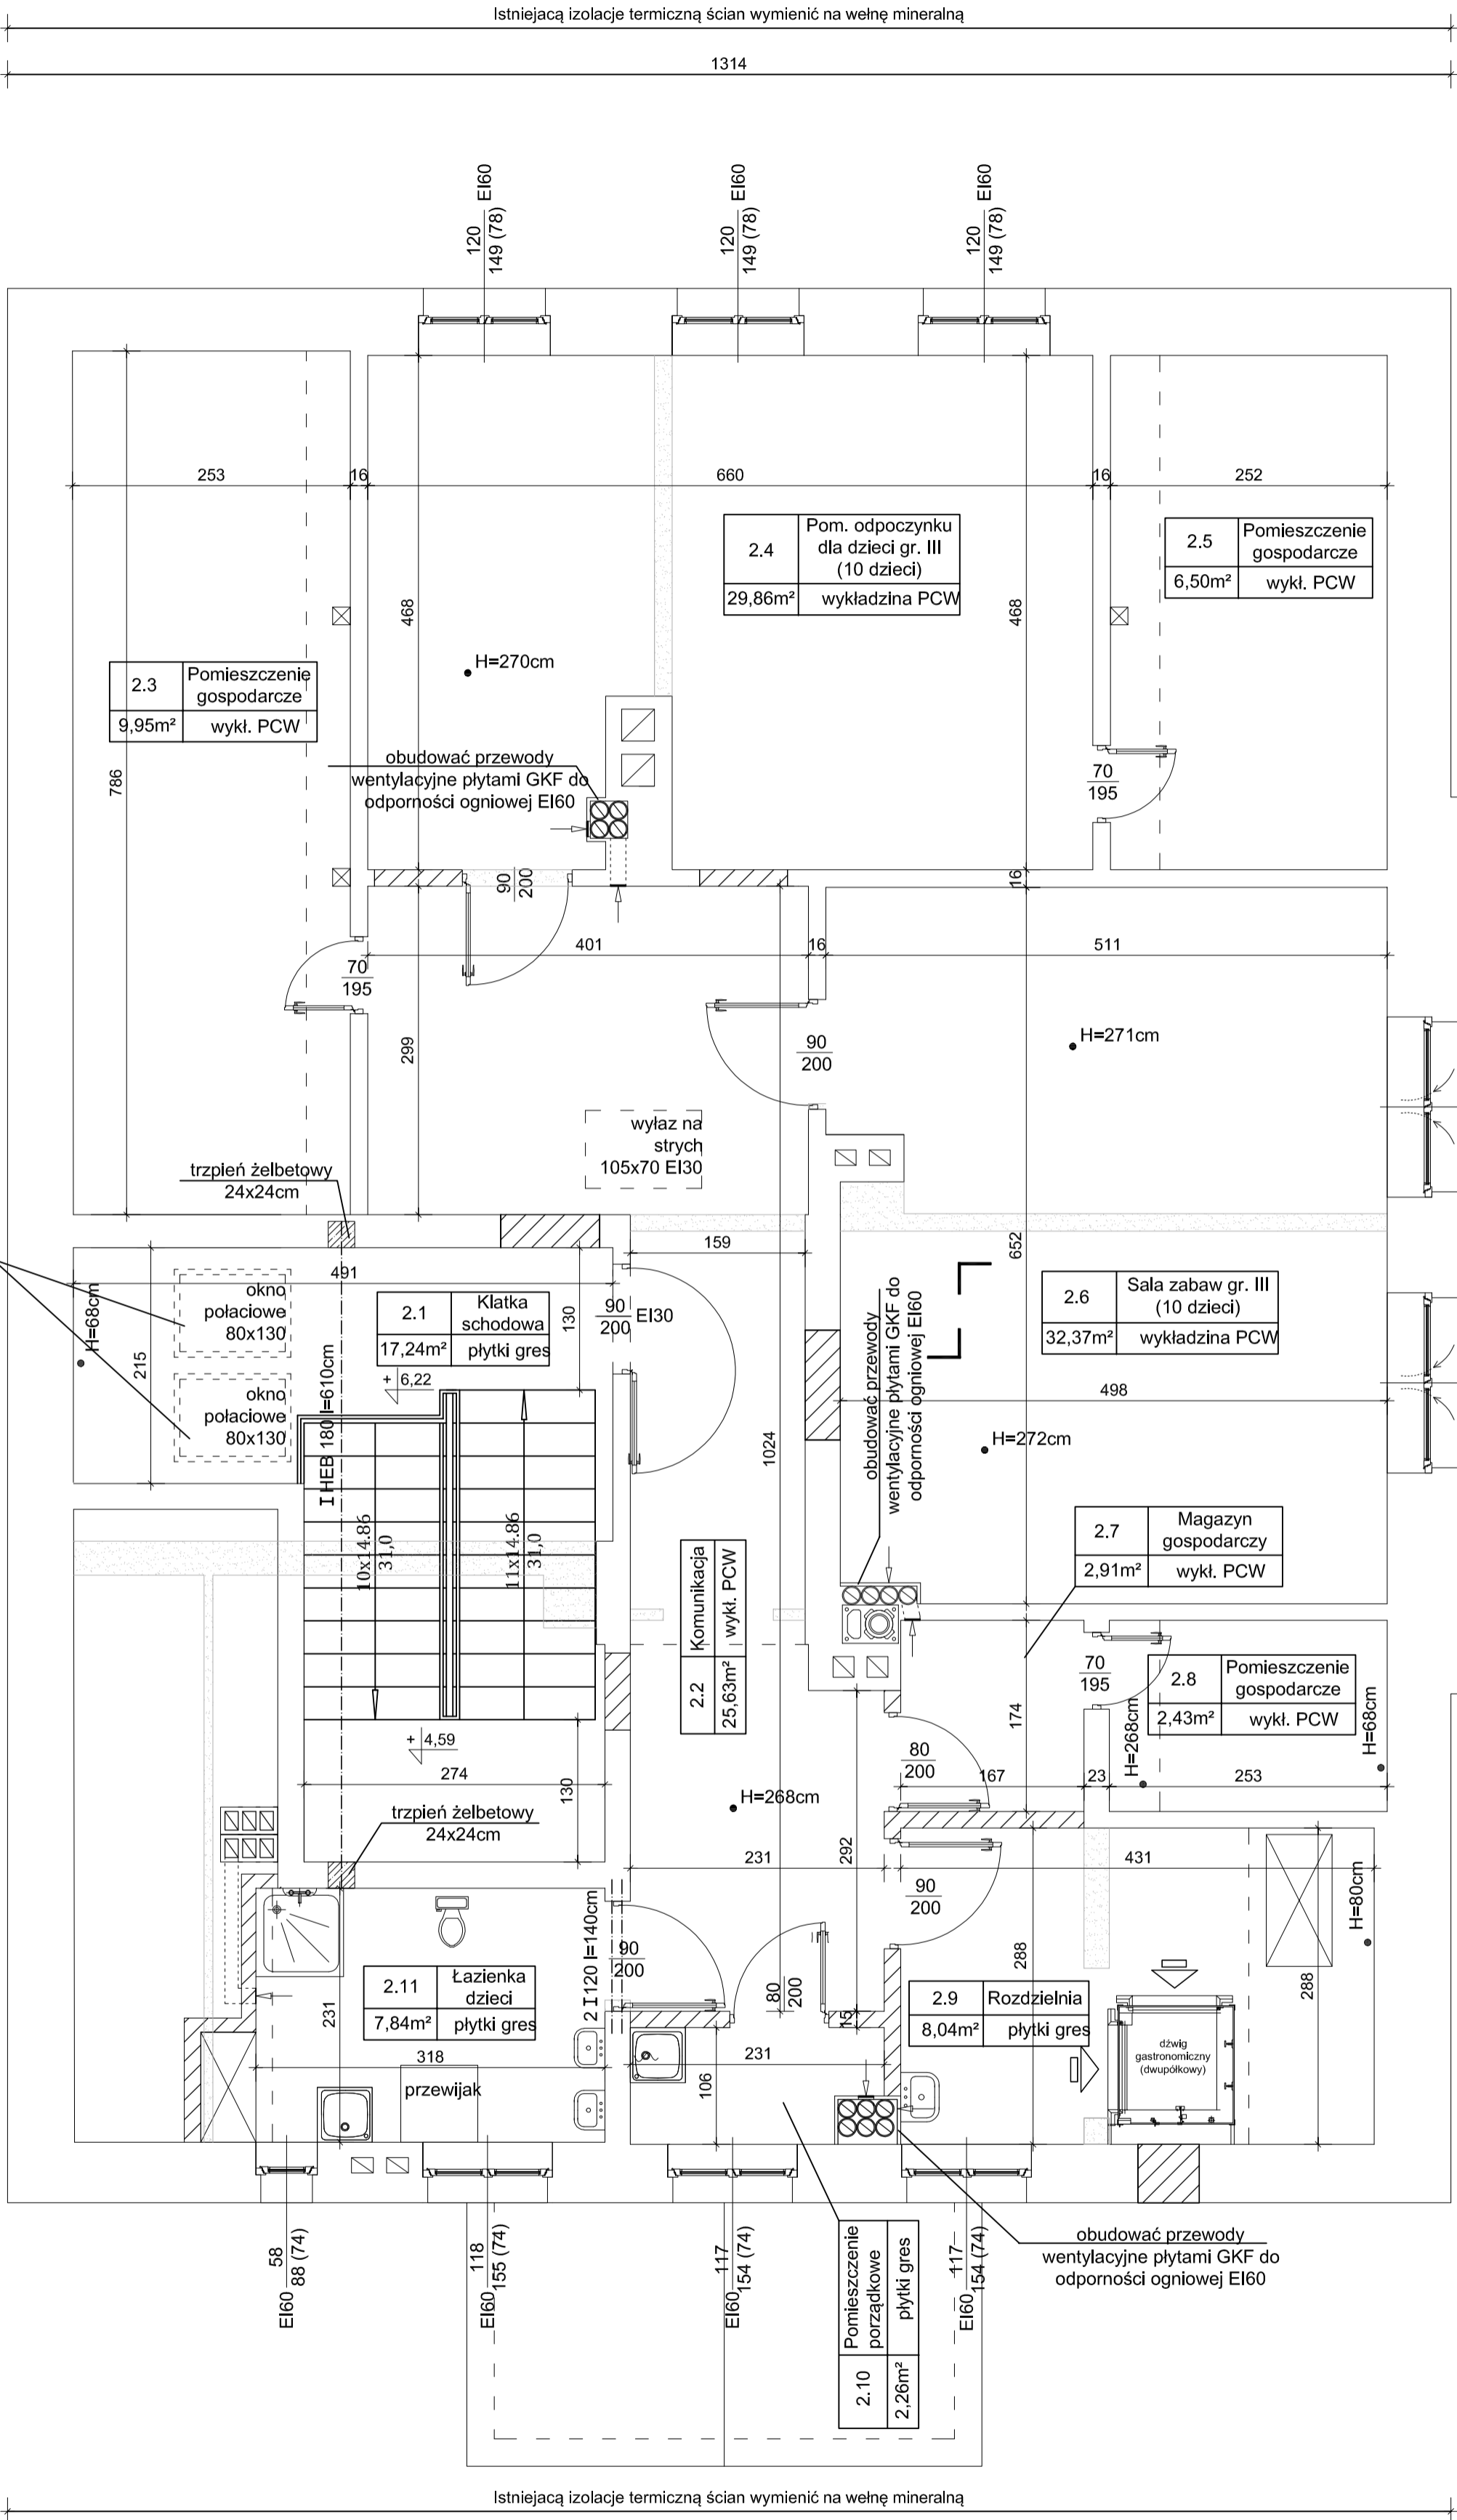 Istniejacą izolacje termiczną ścian wymienić na wełnę mineralną
1314
120
149 (78)
EI60
120
149 (78)
EI60
120
149 (78)
EI60
253
16
660
16
252
2.4
Pom. odpoczynku
dla dzieci gr. III
(10 dzieci)
29,86m²
wykładzina PCW
2.5
Pomieszczenie
gospodarcze
6,50m²
wykł. PCW
468
468
H=270cm
2.3
Pomieszczenie
gospodarcze
9,95m²
wykł. PCW
786
obudować przewody
wentylacyjne płytami GKF do
odporności ogniowej EI60
70
195
90
200
16
401
16
511
70
195
299
90
200
H=271cm
wyłaz na
strych
105x70 EI30
trzpień żelbetowy
24x24cm
159
652
491
H=68cm
okno
połaciowe
80x130
215
okno
połaciowe
80x130
2.1
Klatka
schodowa
17,24m²
płytki gres
130
90
200
EI30
+ 6,22
I HEB 180 l=610cm
obudować przewody
wentylacyjne płytami GKF do
odporności ogniowej EI60
2.6
Sala zabaw gr. III
(10 dzieci)
32,37m²
wykładzina PCW
498
1024
H=272cm
10x14.86
31,0
11x14.86
31,0
2.7
Magazyn
gospodarczy
2,91m²
wykł. PCW
2.2
Komunikacja
25,63m²
wykł. PCW
70
195
2.8
Pomieszczenie
gospodarcze
2,43m²
wykł. PCW
H=268cm
H=68cm
174
+ 4,59
274
130
80
200
167
23
253
H=268cm
trzpień żelbetowy
24x24cm
231
292
431
90
200
H=80cm
288
288
2 I 120 l=140cm
90
200
80
200
15
2.11
Łazienka
dzieci
7,84m²
płytki gres
231
318
przewijak
231
106
2.9
Rozdzielnia
8,04m²
płytki gres
dźwig
gastronomiczny
(dwupółkowy)
58
88 (74)
EI60
118
155 (74)
EI60
117
154 (74)
EI60
117
154 (74)
EI60
2.10
Pomieszczenie
porządkowe
2,26m²
płytki gres
obudować przewody
wentylacyjne płytami GKF do
odporności ogniowej EI60
Istniejacą izolacje termiczną ścian wymienić na wełnę mineralną